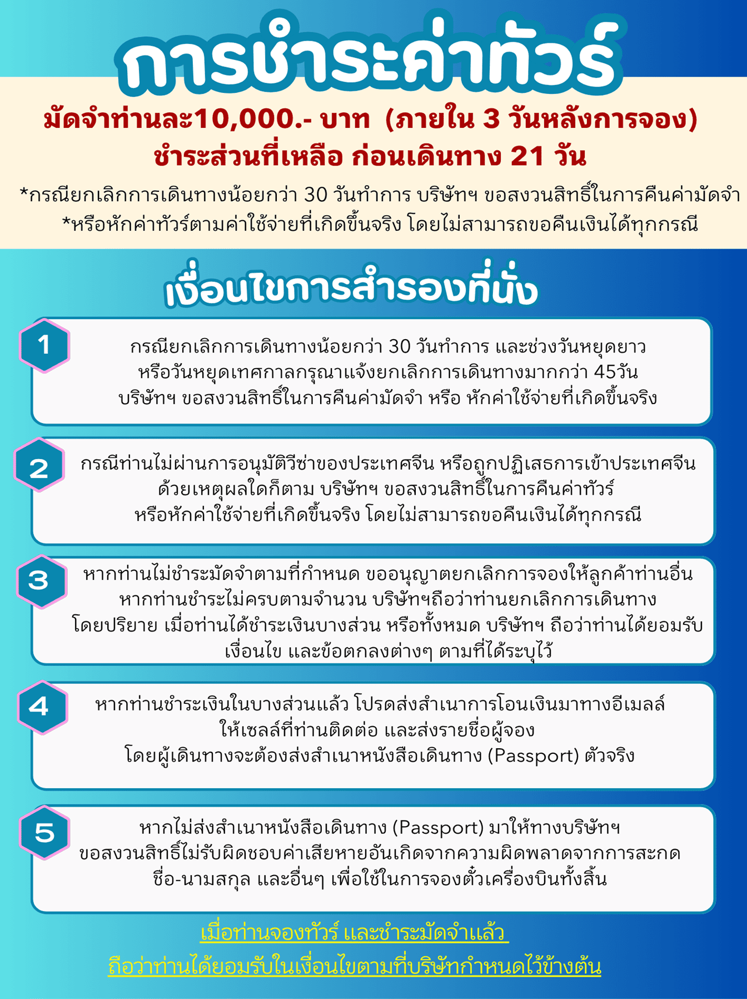 การชำระค่าทัวร์
มัดจำท่านละ10,000.- บาท (ภายใน 3 วันหลังการจอง)
ชำระส่วนที่เหลือ ก่อนเดินทาง 21 วัน
*กรณียกเลิกการเดินทางน้อยกว่า 30 วันทำการ บริษัทฯ ขอสงวนสิทธิ์ในการคืนค่ามัดจำ
*หรือหักค่าทัวร์ตามค่าใช้จ่ายที่เกิดขึ้นจริง โดยไม่สามารถขอคืนเงินได้ทุกกรณี
เงื่อนไขการสำรองที่นั่ง
1
กรณียกเลิกการเดินทางน้อยกว่า 30 วันทำการ และช่วงวันหยุดยาว
หรือวันหยุดเทศกาลกรุณาแจ้งยกเลิกการเดินทางมากกว่า 45วัน
บริษัทฯ ขอสงวนสิทธิ์ในการคืนค่ามัดจำ หรือ หักค่าใช้จ่ายที่เกิดขึ้นจริง
2
กรณีท่านไม่ผ่านการอนุมัติวีซ่าของประเทศจีน หรือถูกปฏิเสธการเข้าประเทศจีน
ด้วยเหตุผลใดก็ตาม บริษัทฯ ขอสงวนสิทธิ์ในการคืนค่าทัวร์
หรือหักค่าใช้จ่ายที่เกิดขึ้นจริง โดยไม่สามารถขอคืนเงินได้ทุกกรณี
3
หากท่านไม่ชำระมัดจำตามที่กำหนด ขออนุญาตยกเลิกการจองให้ลูกค้าท่านอื่น
หากท่านชำระไม่ครบตามจำนวน บริษัทฯถือว่าท่านยกเลิกการเดินทาง
โดยปริยาย เมื่อท่านได้ชำระเงินบางส่วน หรือทั้งหมด บริษัทฯ ถือว่าท่านได้ยอมรับ
เงื่อนไข และข้อตกลงต่างๆ ตามที่ได้ระบุไว้
4
หากท่านชำระเงินในบางส่วนแล้ว โปรดส่งสำเนาการโอนเงินมาทางอีเมลล์
ให้เซลล์ที่ท่านติดต่อ และส่งรายชื่อผู้จอง
โดยผู้เดินทางจะต้องส่งสำเนาหนังสือเดินทาง (Passport) ตัวจริง
5
หากไม่ส่งสำเนาหนังสือเดินทาง (Passport) มาให้ทางบริษัทฯ
ขอสงวนสิทธิ์ไม่รับผิดชอบค่าเสียหายอันเกิดจากความผิดพลาดจากการสะกด
ชื่อ-นามสกุล และอื่นๆ เพื่อใช้ในการจองตั๋วเครื่องบินทั้งสิ้น
เมื่อท่านจองทัวร์ และชำระมัดจำแล้ว
ถือว่าท่านได้ยอมรับในเงื่อนไขตามที่บริษัทกำหนดไว้ข้างต้น